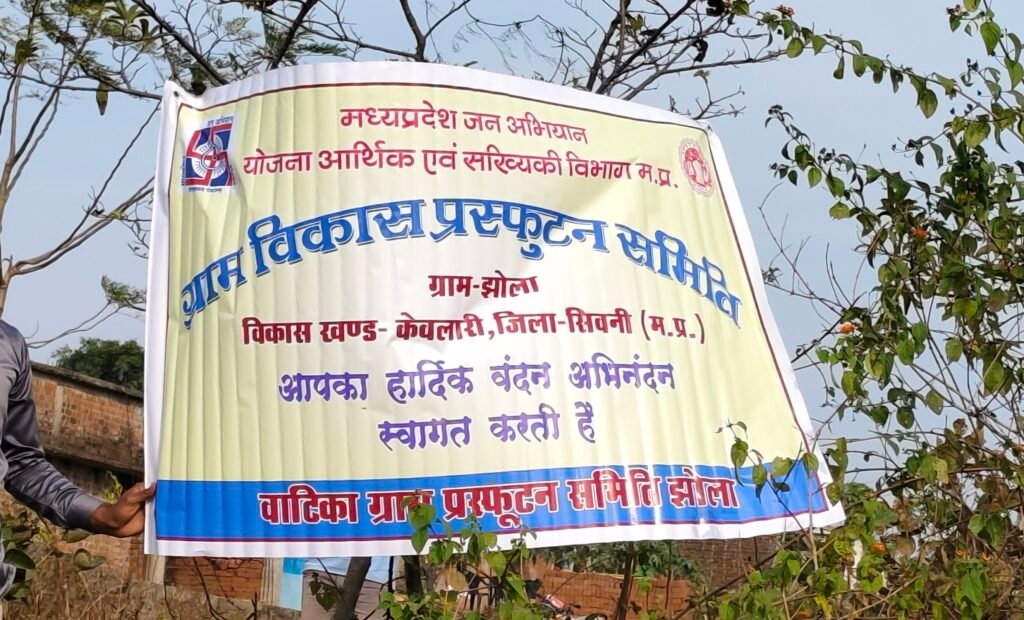 मध्यप्रदेश जन अभियान
योजना आर्थिक एवं सख्यिकी विभाग म.प्र.
ग्राम विकास प्रस्फुटन समिति
ग्राम-झोला
विकास खण्ड- केवलारी, जिला-सिवनी (म.प्र.)
आपका हार्दिक वंदन अभिनंदन
स्वागत करती है
वाटिका ग्राम प्रस्फूटन समिति झोला